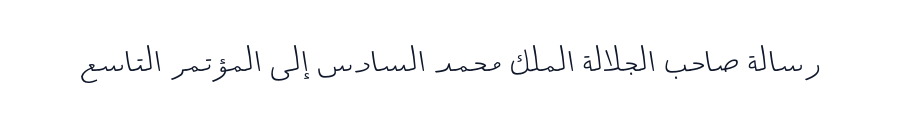 رسالة صاحب الجلالة الملك محمد السادس إلى المؤتمر التاسع